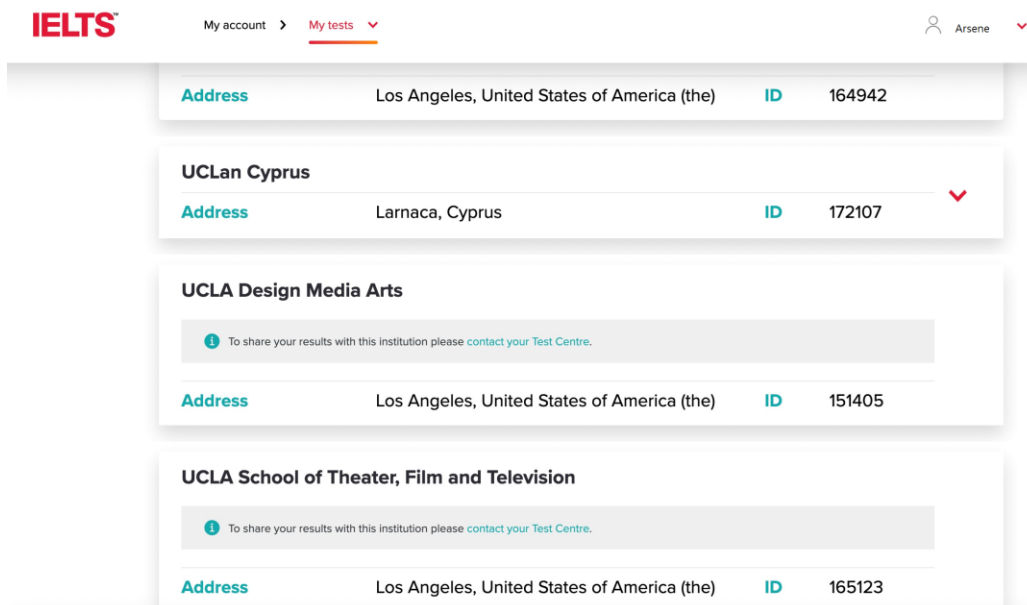 IELTS™ My account > My tests Arsene
Address Los Angeles, United States of America (the) ID 164942
UCLan Cyprus
Address Larnaca, Cyprus ID 172107
UCLA Design Media Arts
To share your results with this institution please contact your Test Centre.
Address Los Angeles, United States of America (the) ID 151405
UCLA School of Theater, Film and Television
To share your results with this institution please contact your Test Centre.
Address Los Angeles, United States of America (the) ID 165123